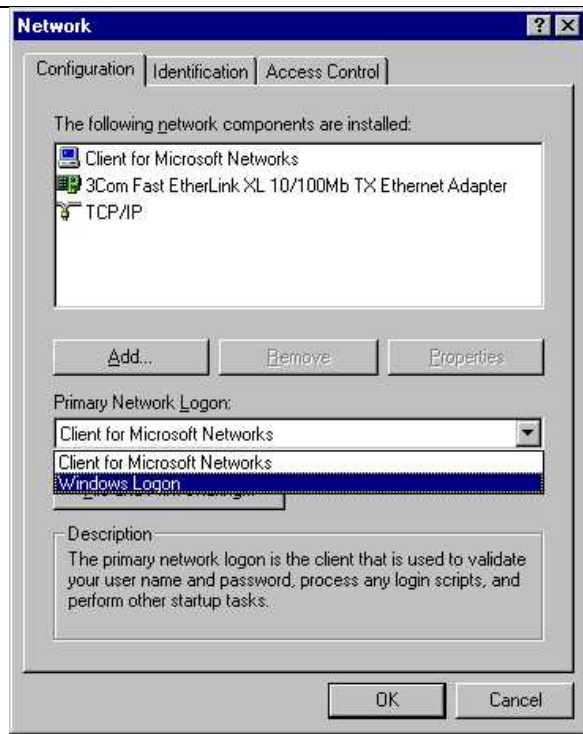 Network
Configuration Identification Access Control
The following network components are installed:
Client for Microsoft Networks
3Com Fast EtherLink XL 10/100Mb TX Ethernet Adapter
TCP/IP
Add... Remove Properties
Primary Network Logon:
Client for Microsoft Networks
Client for Microsoft Networks
Windows Logon
Description
The primary network logon is the client that is used to validate
your user name and password, process any login scripts, and
perform other startup tasks.
OK Cancel